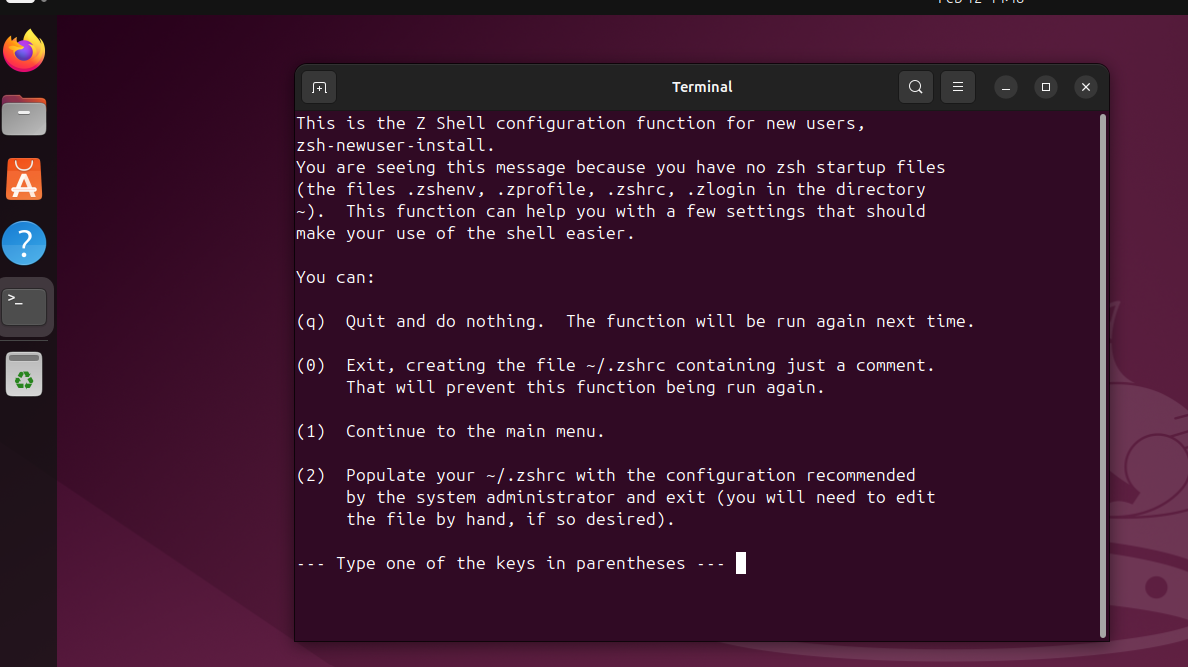 Terminal
This is the Z Shell configuration function for new users,
zsh-newuser-install.
You are seeing this message because you have no zsh startup files
(the files .zshenv, .zprofile, .zshrc, .zlogin in the directory
~).  This function can help you with a few settings that should
make your use of the shell easier.
You can:
(q)  Quit and do nothing.  The function will be run again next time.
(0)  Exit, creating the file ~/.zshrc containing just a comment.
That will prevent this function being run again.
(1)  Continue to the main menu.
(2)  Populate your ~/.zshrc with the configuration recommended
by the system administrator and exit (you will need to edit
the file by hand, if so desired).
--- Type one of the keys in parentheses ---